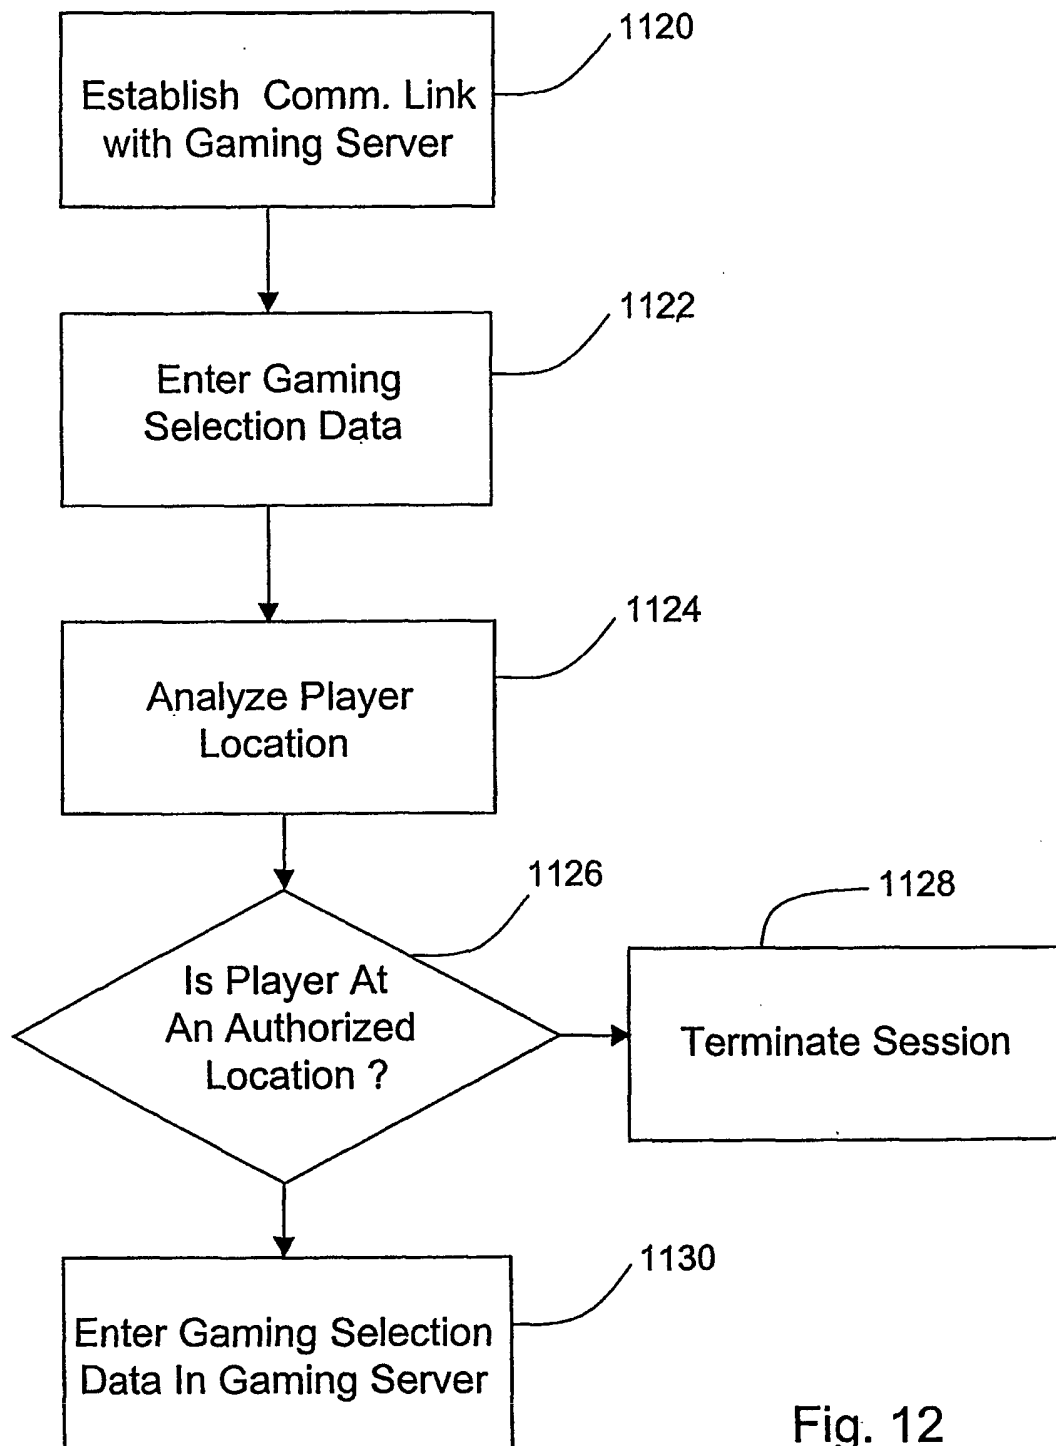 1120
Establish Comm. Link
with Gaming Server
1122
Enter Gaming
Selection Data
1124
Analyze Player
Location
1126
Is Player At
An Authorized
Location ?
1128
Terminate Session
1130
Enter Gaming Selection
Data In Gaming Server
Fig. 12